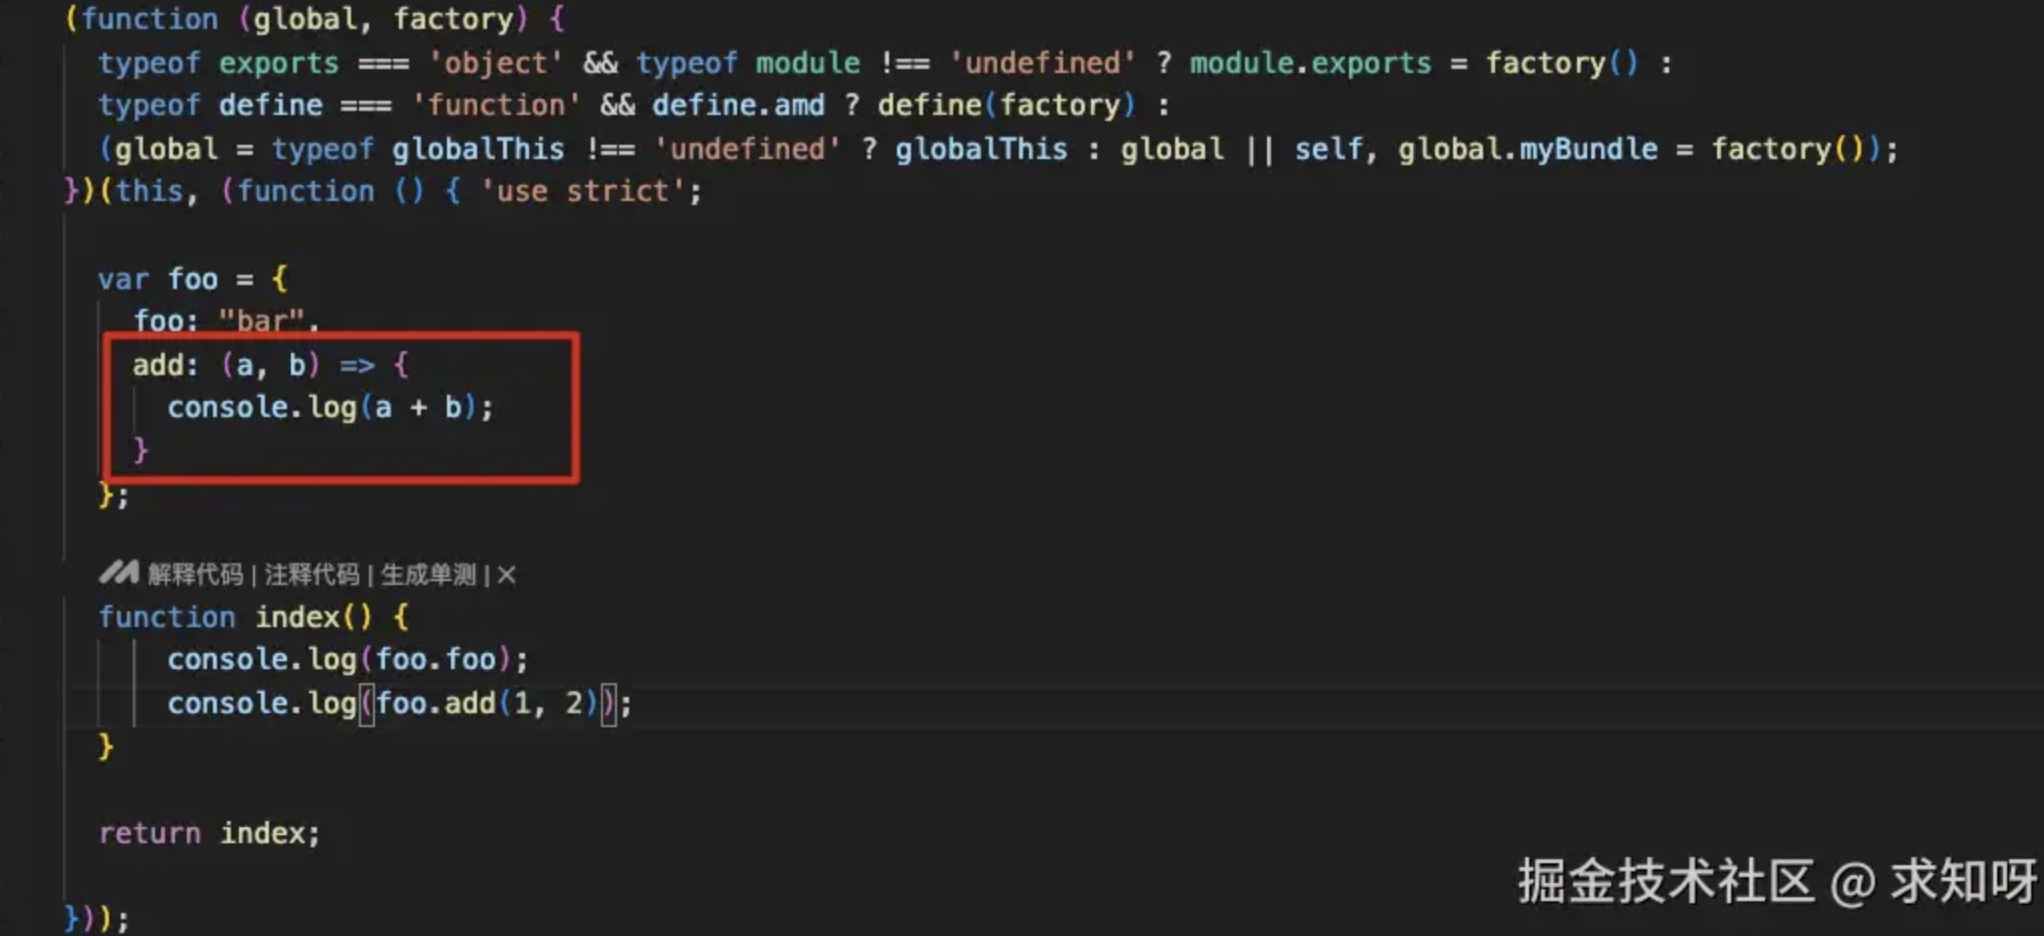 (function (global, factory) {
typeof exports === 'object' && typeof module !== 'undefined' ? module.exports = factory() :
typeof define === 'function' && define.amd ? define(factory) :
(global = typeof globalThis !== 'undefined' ? globalThis : global || self, global.myBundle = factory());
})(this, (function () { 'use strict';
var foo = {
foo: "bar",
add: (a, b) => {
console.log(a + b);
}
};
解释代码 | 注释代码 | 生成单测 | ×
function index() {
console.log(foo.foo);
console.log(foo.add(1, 2));
}
return index;
}));
掘金技术社区 @ 求知呀